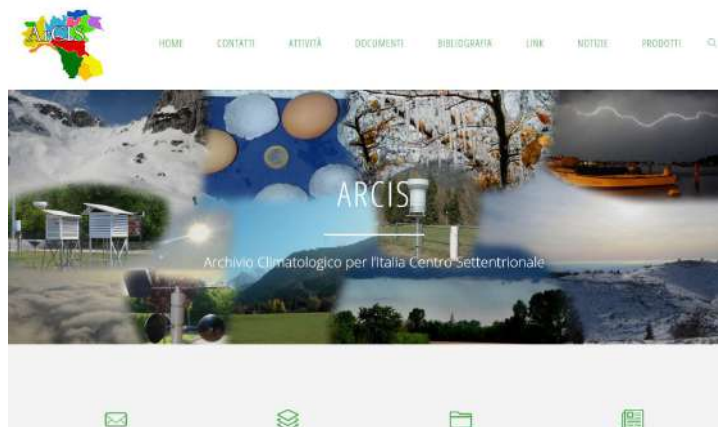 ArCIS
HOME CONTATTI ATTIVITÀ DOCUMENTI BIBLIOGRAFIA LINK NOTIZIE PRODOTTI
ARCIS
Archivio Climatologico per l'Italia Centro Settentrionale